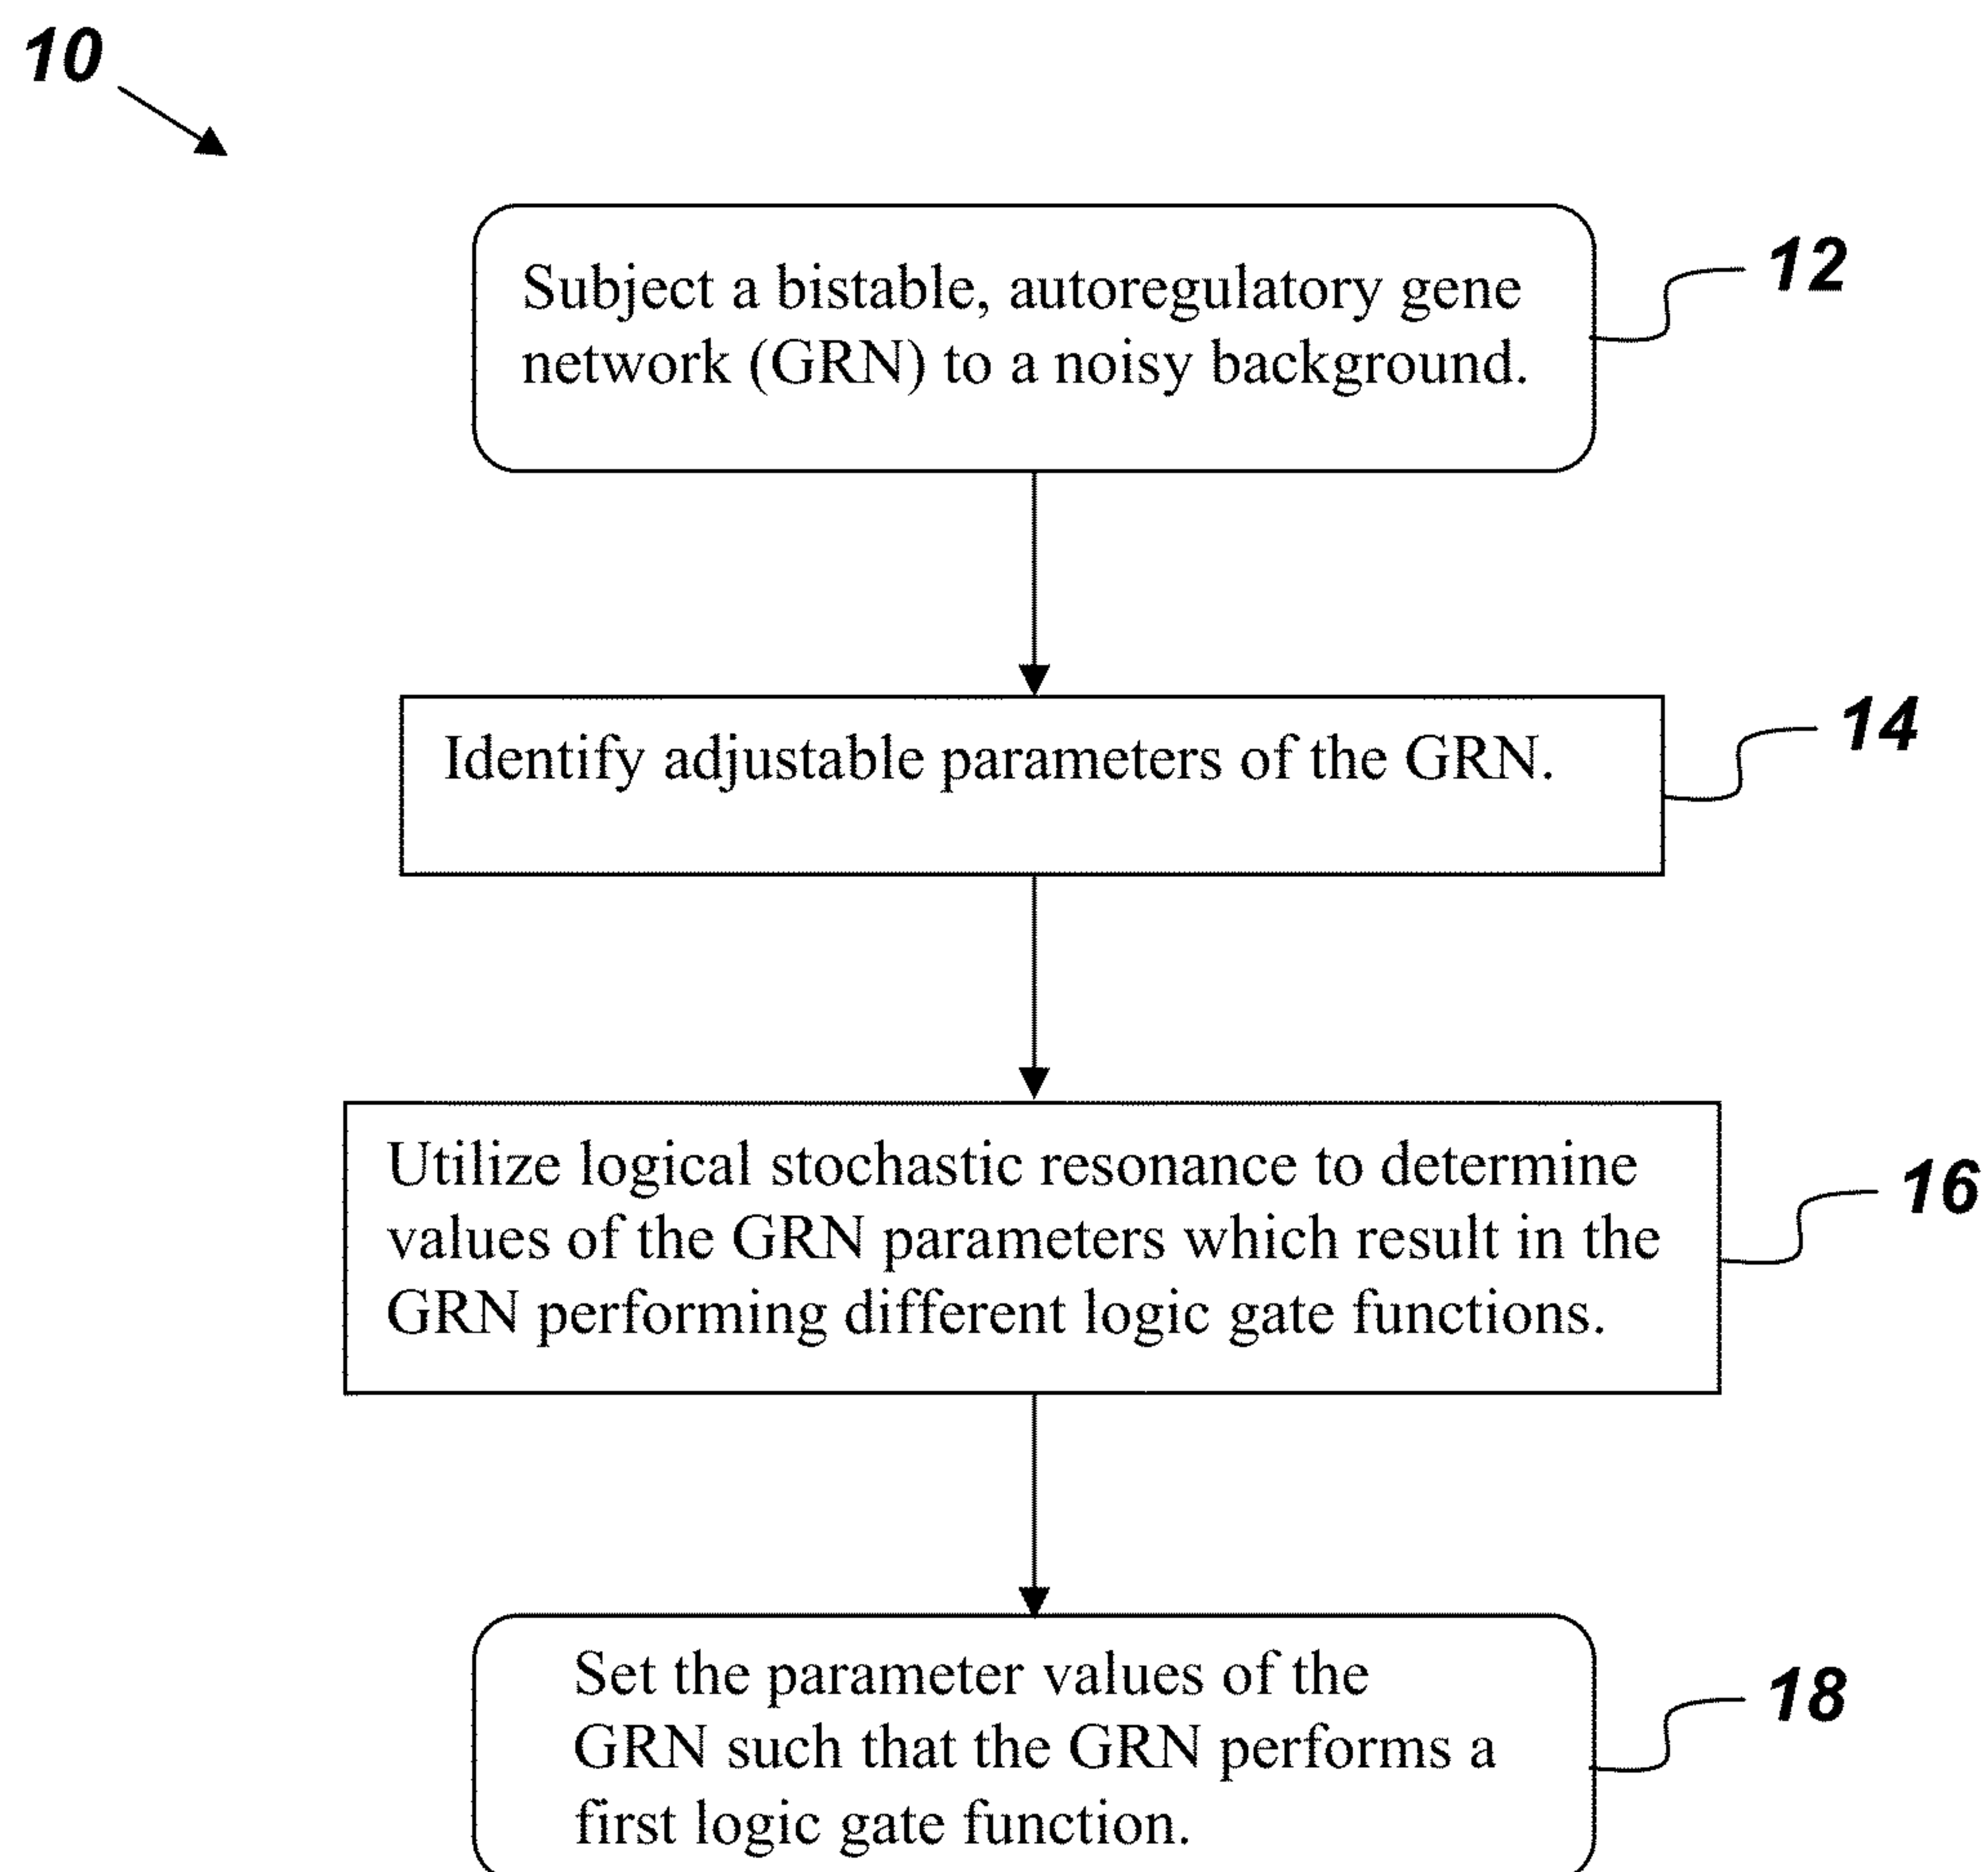 10
Subject a bistable, autoregulatory gene
network (GRN) to a noisy background.
12
Identify adjustable parameters of the GRN.
14
Utilize logical stochastic resonance to determine
values of the GRN parameters which result in the
GRN performing different logic gate functions.
16
Set the parameter values of the
GRN such that the GRN performs a
first logic gate function.
18